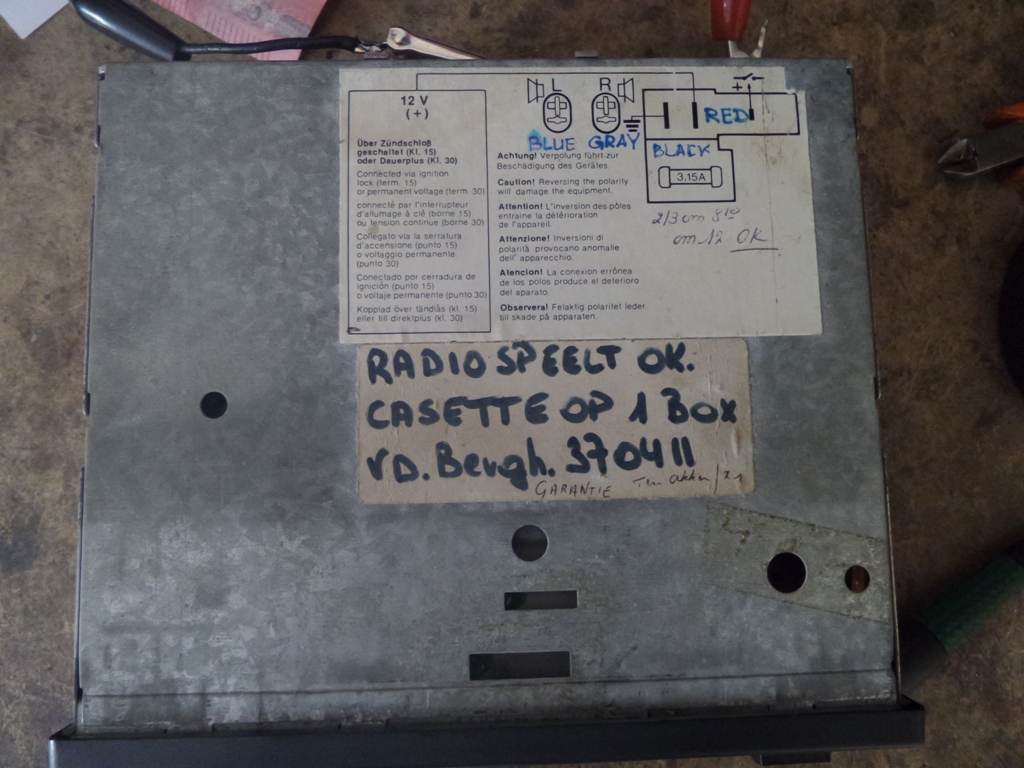 12 V
(+)
L R
+
RED
BLUE GRAY
BLACK
3,15A
Über Zündschloß
geschaltet (Kl. 15)
oder Dauerplus (Kl. 30)
Connected via ignition
lock (term. 15)
or permanent voltage (term. 30)
connecté par l'interrupteur
d'allumage à clé (borne 15)
ou tension continue (borne 30)
Collegato via la serratura
d'accensione (punto 15)
o voltaggio permanente
(punto 30)
Conectado por cerradura de
ignición (punto 15)
o voltaje permanente (punto 30)
Kopplad över tändlås (kl. 15)
eller till direktplus (kl. 30)
Achtung! Verpolung führt zur
Beschädigung des Gerätes.
Caution! Reversing the polarity
will damage the equipment.
Attention! L'inversion des pôles
entraine la détérioration
de l'appareil.
Attenzione! Inversioni di
polarità provocano anomalie
dell' apparecchio.
Atencion! La conexion errónea
de los polos produce el deterioro
del aparato.
Observera! Felaktig polaritet leder
till skade på apparaten.
2/3 om 8
om 12 OK
RADIO SPEELT OK.
CASETTE OP 1 BOX
VD. Bergh. 370411
GARANTIE